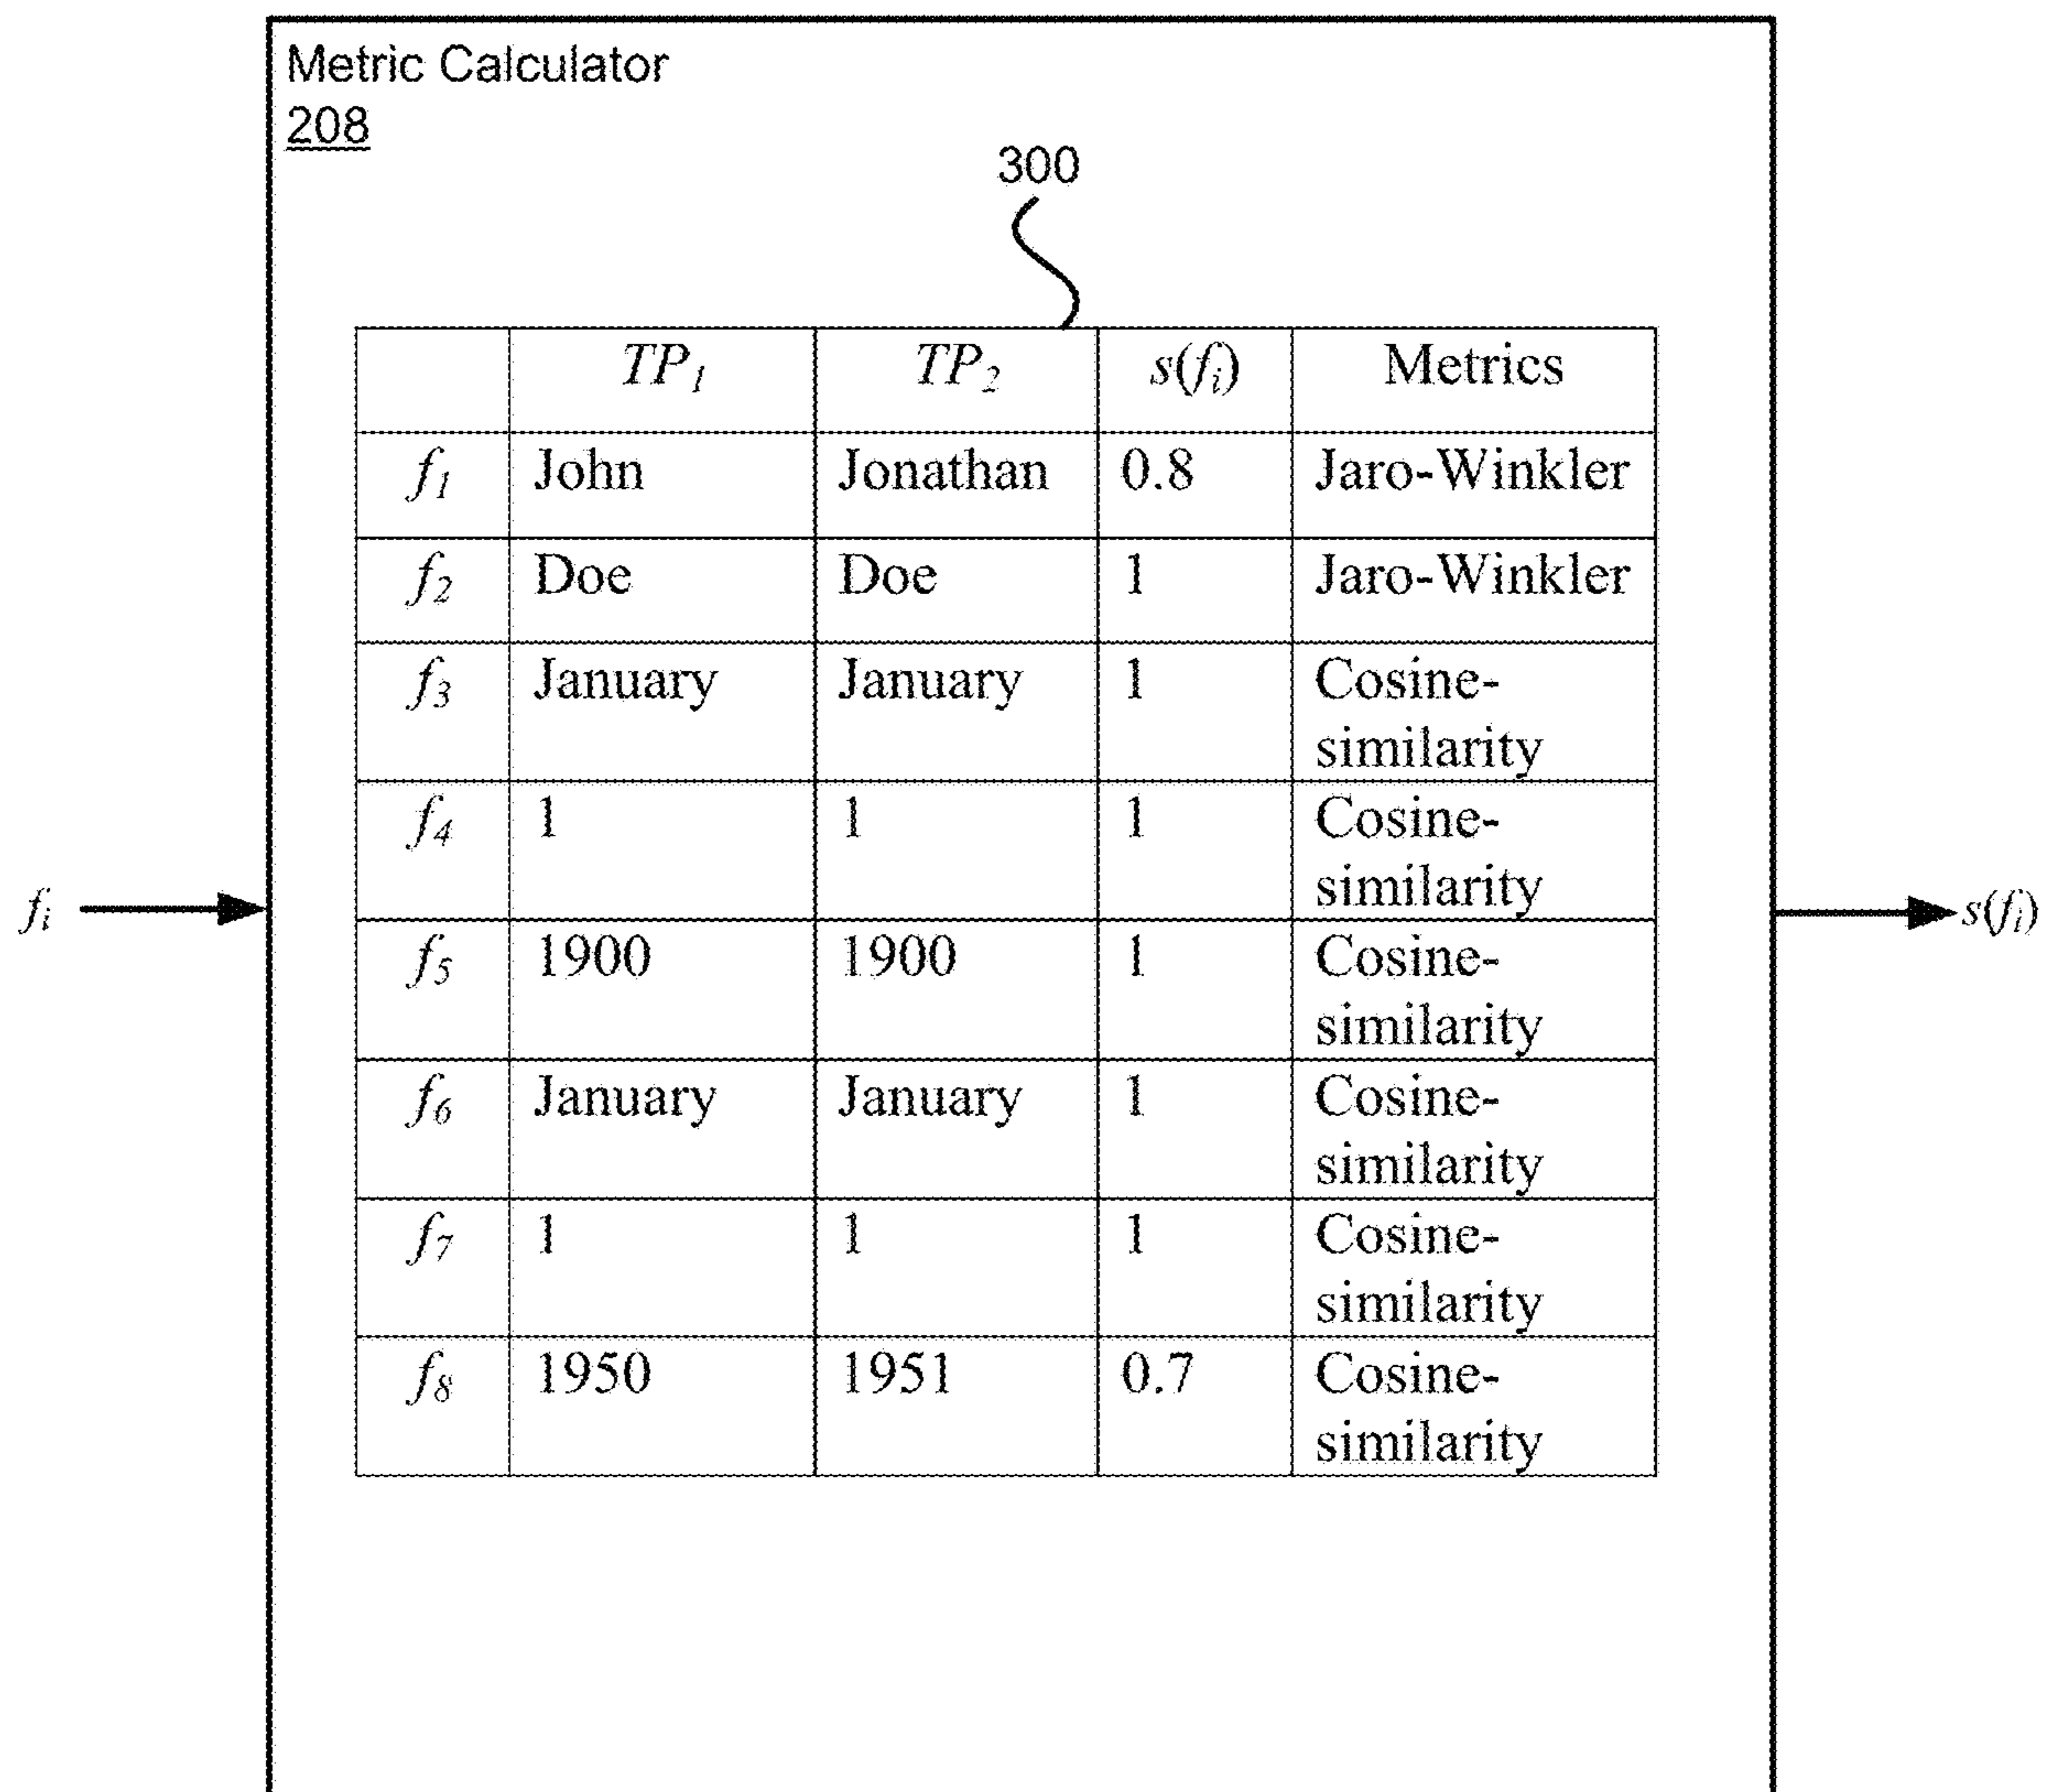 Metric Calculator
208
300
TP1 TP2 s(fi) Metrics
f1 John Jonathan 0.8 Jaro-Winkler
f2 Doe Doe 1 Jaro-Winkler
f3 January January 1 Cosine-
similarity
f4 1 1 1 Cosine-
similarity
fi
s(fi)
f5 1900 1900 1 Cosine-
similarity
f6 January January 1 Cosine-
similarity
f7 1 1 1 Cosine-
similarity
f8 1950 1951 0.7 Cosine-
similarity